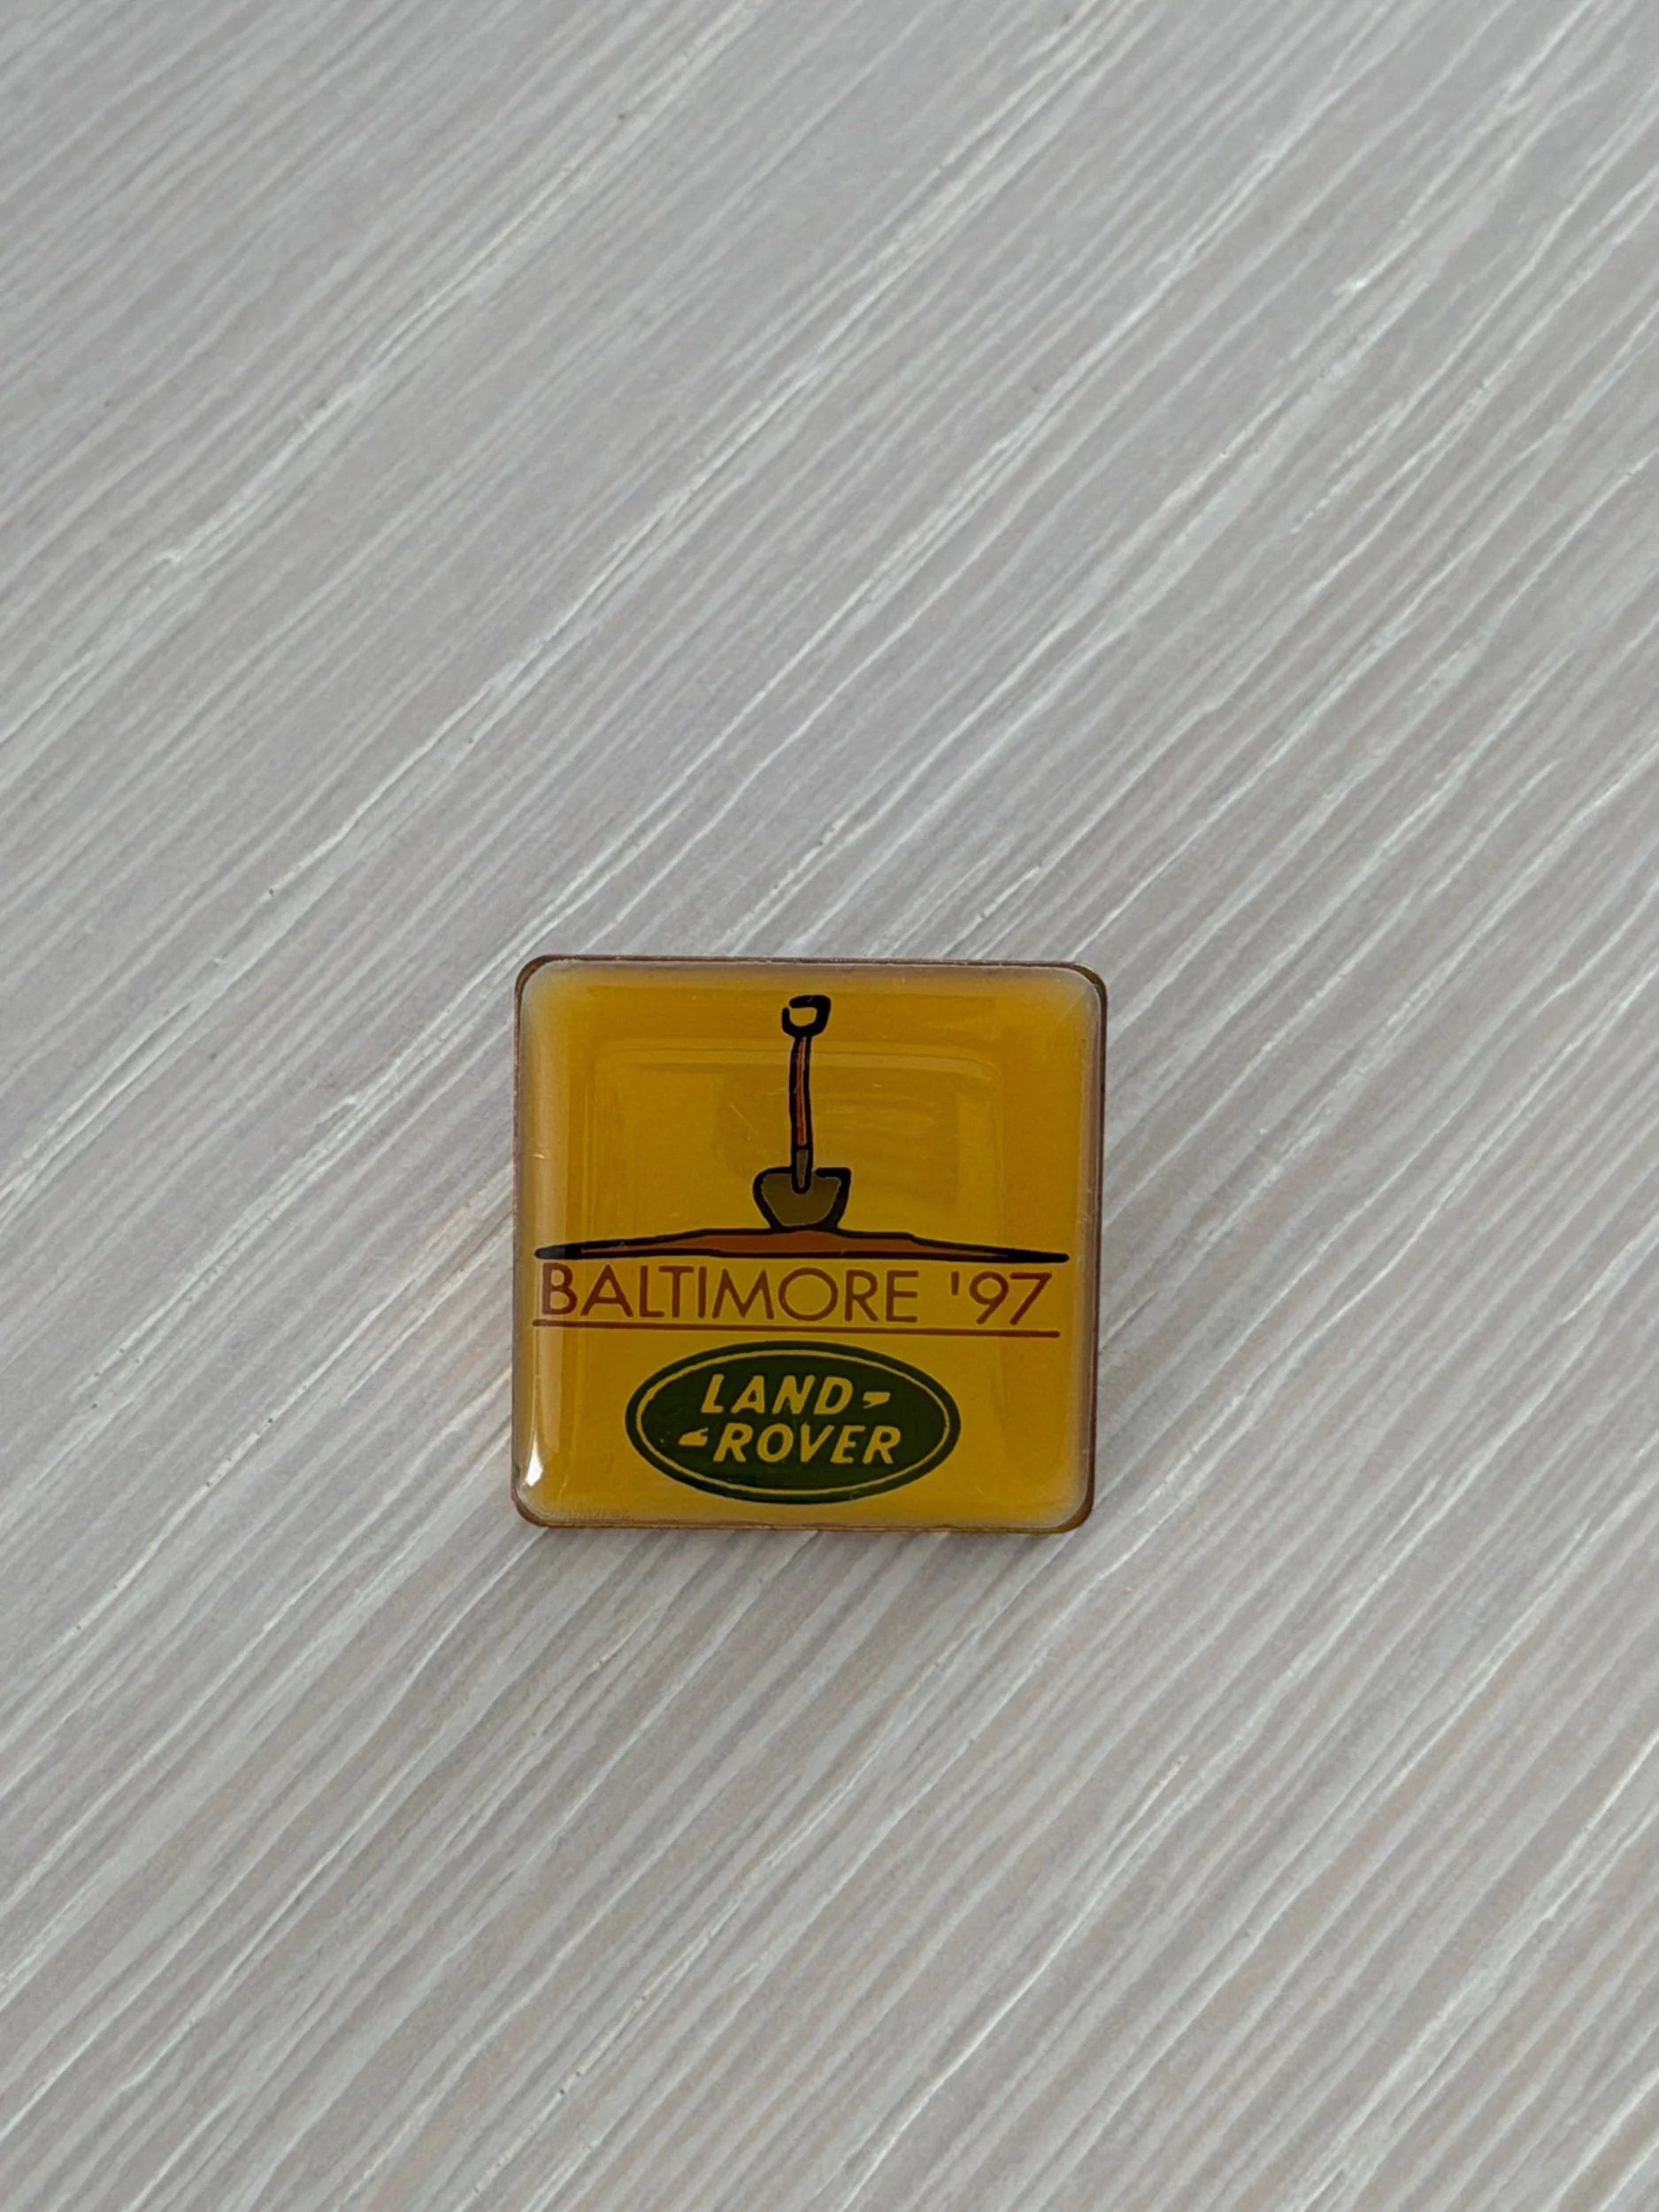 BALTIMORE '97
LAND-
-ROVER